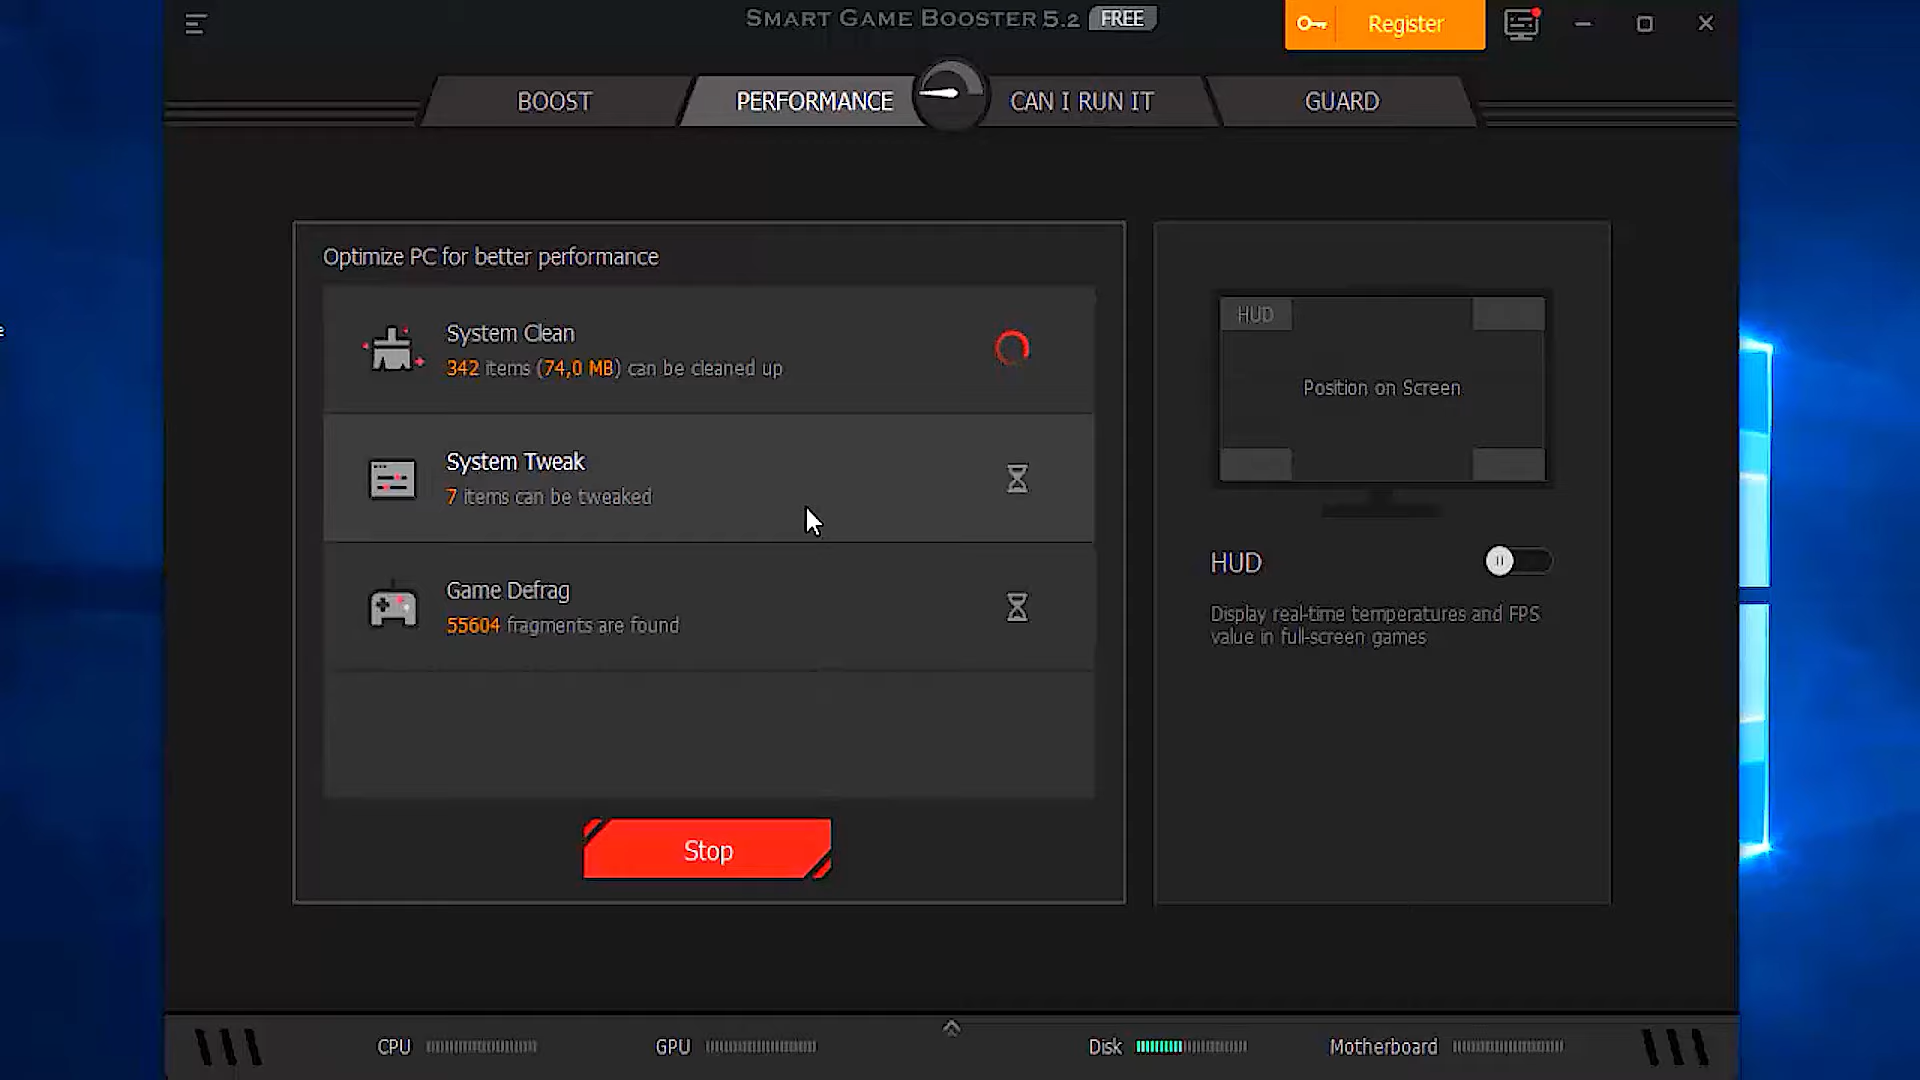 SMART GAME BOOSTER 5.2 FREE
Register
BOOST
PERFORMANCE
CAN I RUN IT
GUARD
Optimize PC for better performance
System Clean
342 items (74,0 MB) can be cleaned up
System Tweak
7 items can be tweaked
Game Defrag
55604 fragments are found
Stop
HUD
Position on Screen
HUD
Display real-time temperatures and FPS
value in full-screen games
CPU
GPU
Disk
Motherboard